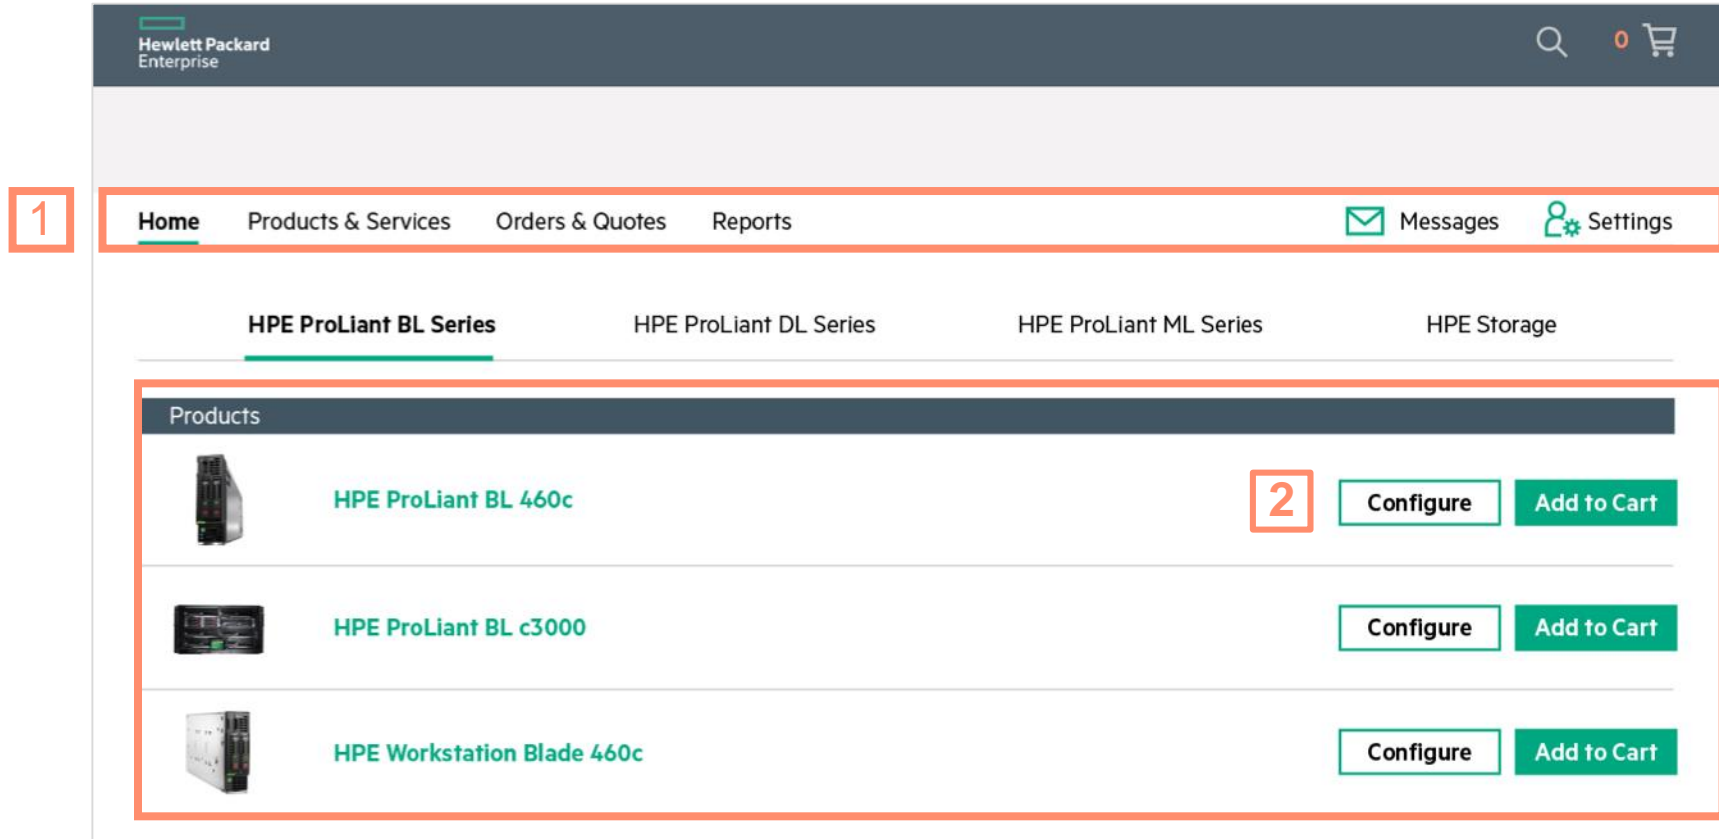 Hewlett Packard
Enterprise
0
1
Home Products & Services Orders & Quotes Reports Messages Settings
HPE ProLiant BL Series HPE ProLiant DL Series HPE ProLiant ML Series HPE Storage
Products
HPE ProLiant BL 460c 2 Configure Add to Cart
HPE ProLiant BL c3000 Configure Add to Cart
HPE Workstation Blade 460c Configure Add to Cart